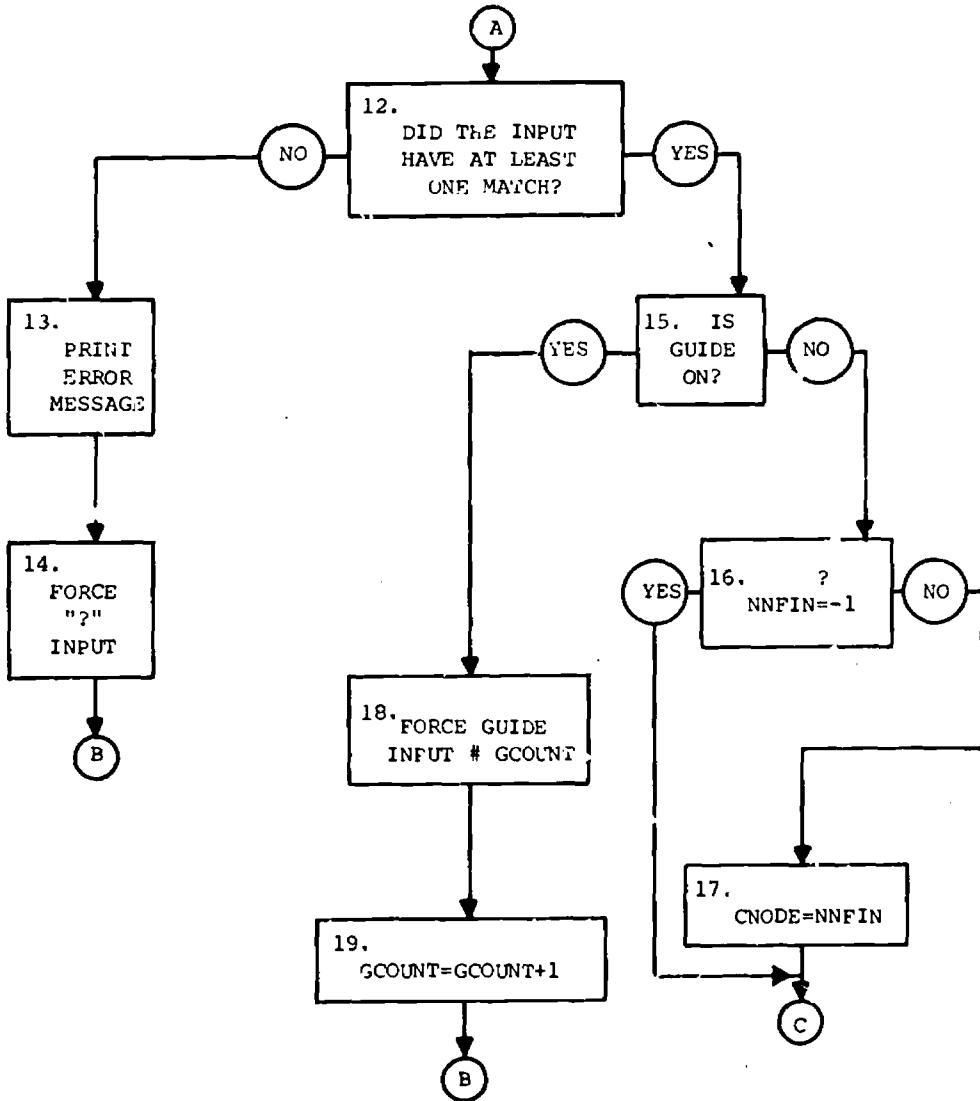 A
12.
DID THE INPUT
HAVE AT LEAST
ONE MATCH?
NO
YES
13.
PRINT
ERROR
MESSAGE
15. IS
GUIDE
ON?
YES
NO
14.
FORCE
"?"
INPUT
16. ?
NNFIN=-1
YES
NO
B
18.
FORCE GUIDE
INPUT # GCOUNT
17.
CNODE=NNFIN
19.
GCOUNT=GCOUNT+1
C
B